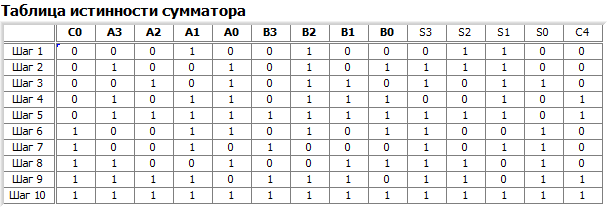 Таблица истинности сумматора
C0 A3 A2 A1 A0 B3 B2 B1 B0 S3 S2 S1 S0 C4
Шаг 1 0 0 0 1 0 0 1 0 0 0 1 1 0 0
Шаг 2 0 1 0 0 1 0 1 0 1 1 1 1 0 0
Шаг 3 0 0 1 0 1 0 1 1 0 1 0 1 1 0
Шаг 4 0 1 0 1 1 0 1 1 1 0 0 1 0 1
Шаг 5 0 1 1 1 1 1 1 1 1 1 1 1 0 1
Шаг 6 1 0 0 1 1 0 1 0 1 1 0 0 1 0
Шаг 7 1 0 0 1 0 1 0 0 0 1 0 1 1 0
Шаг 8 1 1 0 0 1 0 0 1 1 1 1 0 1 0
Шаг 9 1 1 1 1 0 1 1 1 0 1 1 0 1 1
Шаг 10 1 1 1 1 1 1 1 1 1 1 1 1 1 1